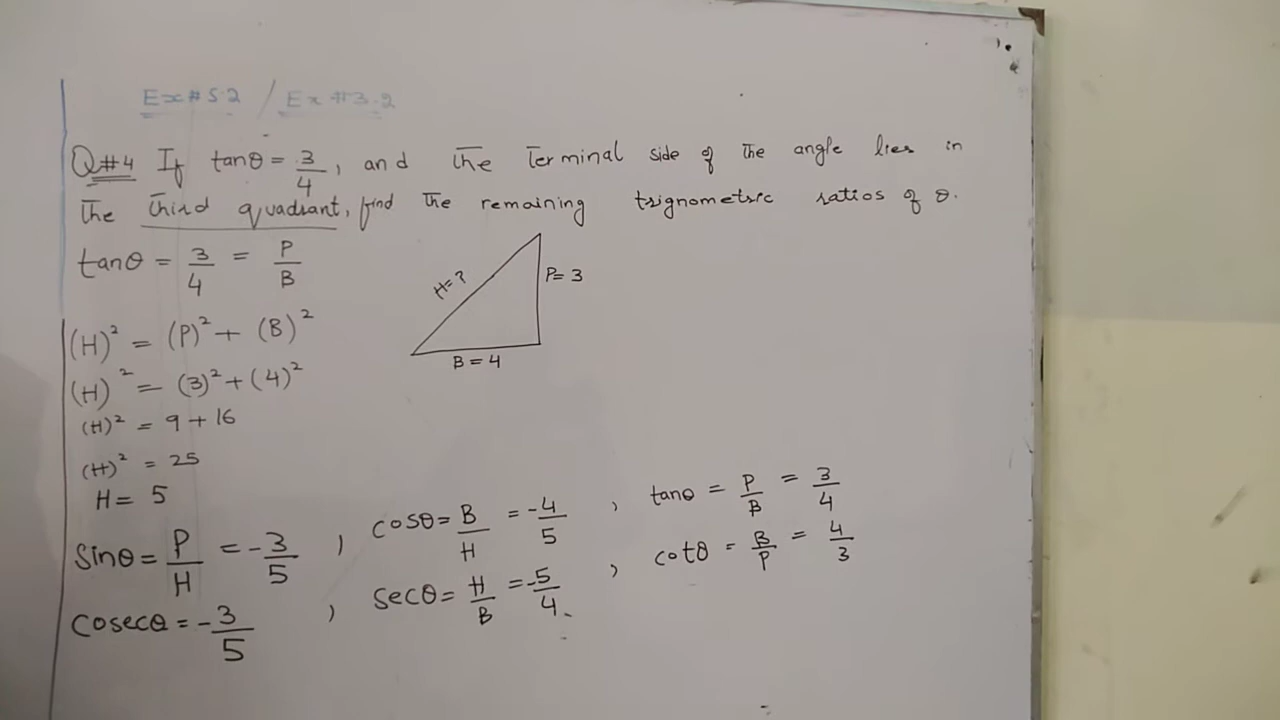 Ex#5.2 / Ex #3.2
Q#4 If tanθ = 3/4, and the terminal side of the angle lies in
the third quadrant, find the remaining trignometric ratios of θ.
tanθ = 3/4 = P/B
H=?
P=3
B=4
(H)² = (P)² + (B)²
(H)² = (3)² + (4)²
(H)² = 9 + 16
(H)² = 25
H = 5
Sinθ = P/H = -3/5 , cosθ = B/H = -4/5 , tanθ = P/B = 3/4
Cosecθ = -3/5 , secθ = H/B = -5/4 , cotθ = B/P = 4/3